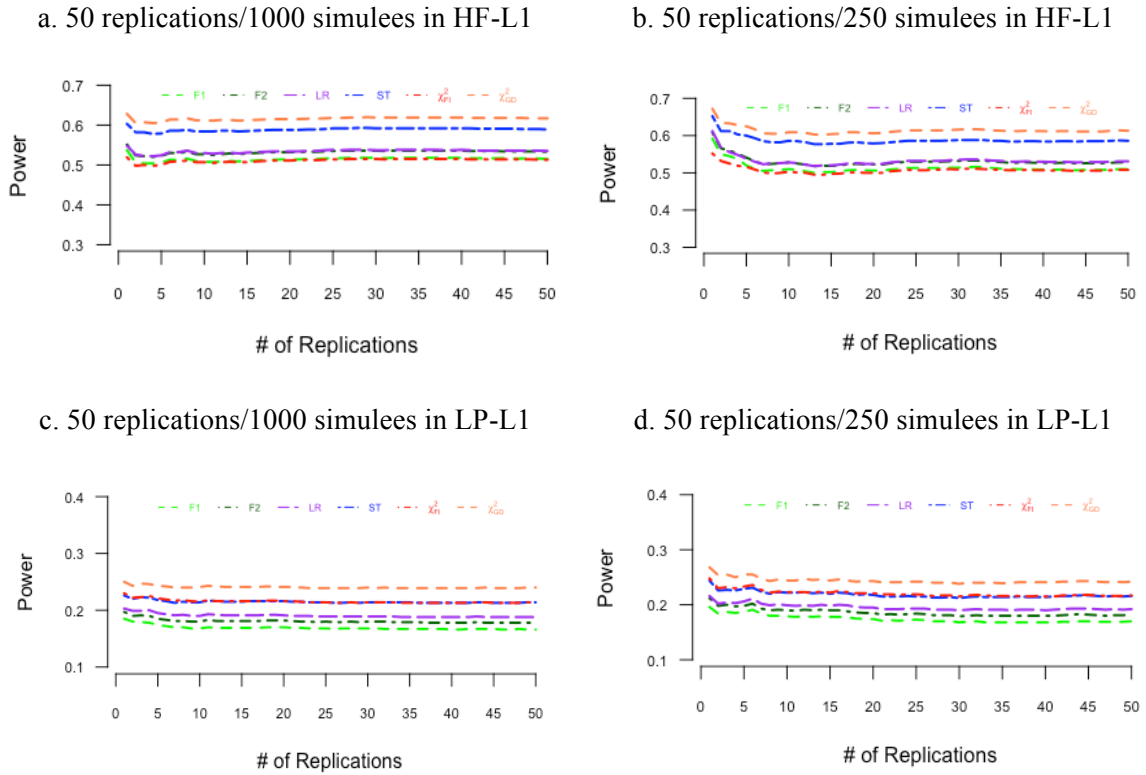 a. 50 replications/1000 simulees in HF-L1
b. 50 replications/250 simulees in HF-L1
0.7
0.6
0.5
0.4
0.3
Power
F1 F2 LR ST χ²FI χ²GD
0 5 10 15 20 25 30 35 40 45 50
# of Replications
0.7
0.6
0.5
0.4
0.3
Power
F1 F2 LR ST χ²FI χ²GD
0 5 10 15 20 25 30 35 40 45 50
# of Replications
c. 50 replications/1000 simulees in LP-L1
d. 50 replications/250 simulees in LP-L1
0.4
0.3
0.2
0.1
Power
F1 F2 LR ST χ²FI χ²GD
0 5 10 15 20 25 30 35 40 45 50
# of Replications
0.4
0.3
0.2
0.1
Power
F1 F2 LR ST χ²FI χ²GD
0 5 10 15 20 25 30 35 40 45 50
# of Replications